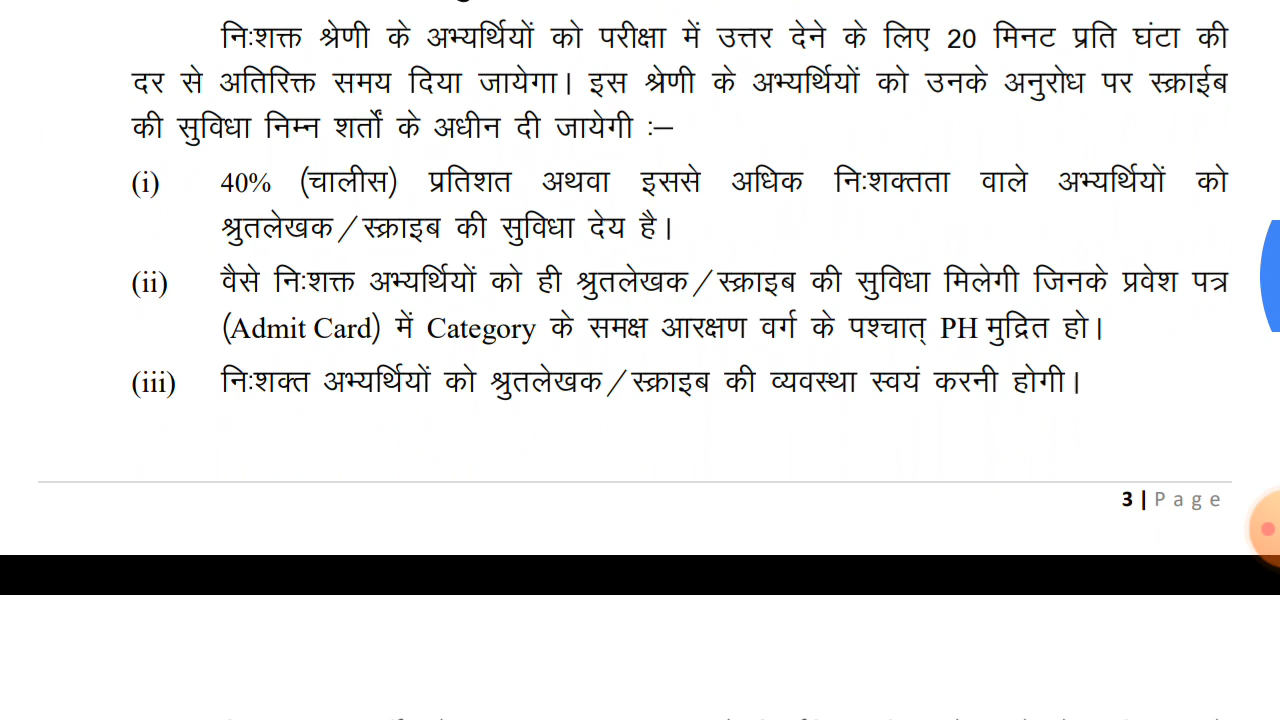 निःशक्त श्रेणी के अभ्यर्थियों को परीक्षा में उत्तर देने के लिए 20 मिनट प्रति घंटा की
दर से अतिरिक्त समय दिया जायेगा। इस श्रेणी के अभ्यर्थियों को उनके अनुरोध पर स्क्राईब
की सुविधा निम्न शर्तों के अधीन दी जायेगी :–
(i) 40% (चालीस) प्रतिशत अथवा इससे अधिक निःशक्तता वाले अभ्यर्थियों को
श्रुतलेखक/स्क्राइब की सुविधा देय है।
(ii) वैसे निःशक्त अभ्यर्थियों को ही श्रुतलेखक/स्क्राइब की सुविधा मिलेगी जिनके प्रवेश पत्र
(Admit Card) में Category के समक्ष आरक्षण वर्ग के पश्चात् PH मुद्रित हो।
(iii) निःशक्त अभ्यर्थियों को श्रुतलेखक/स्क्राइब की व्यवस्था स्वयं करनी होगी।
3 | Page